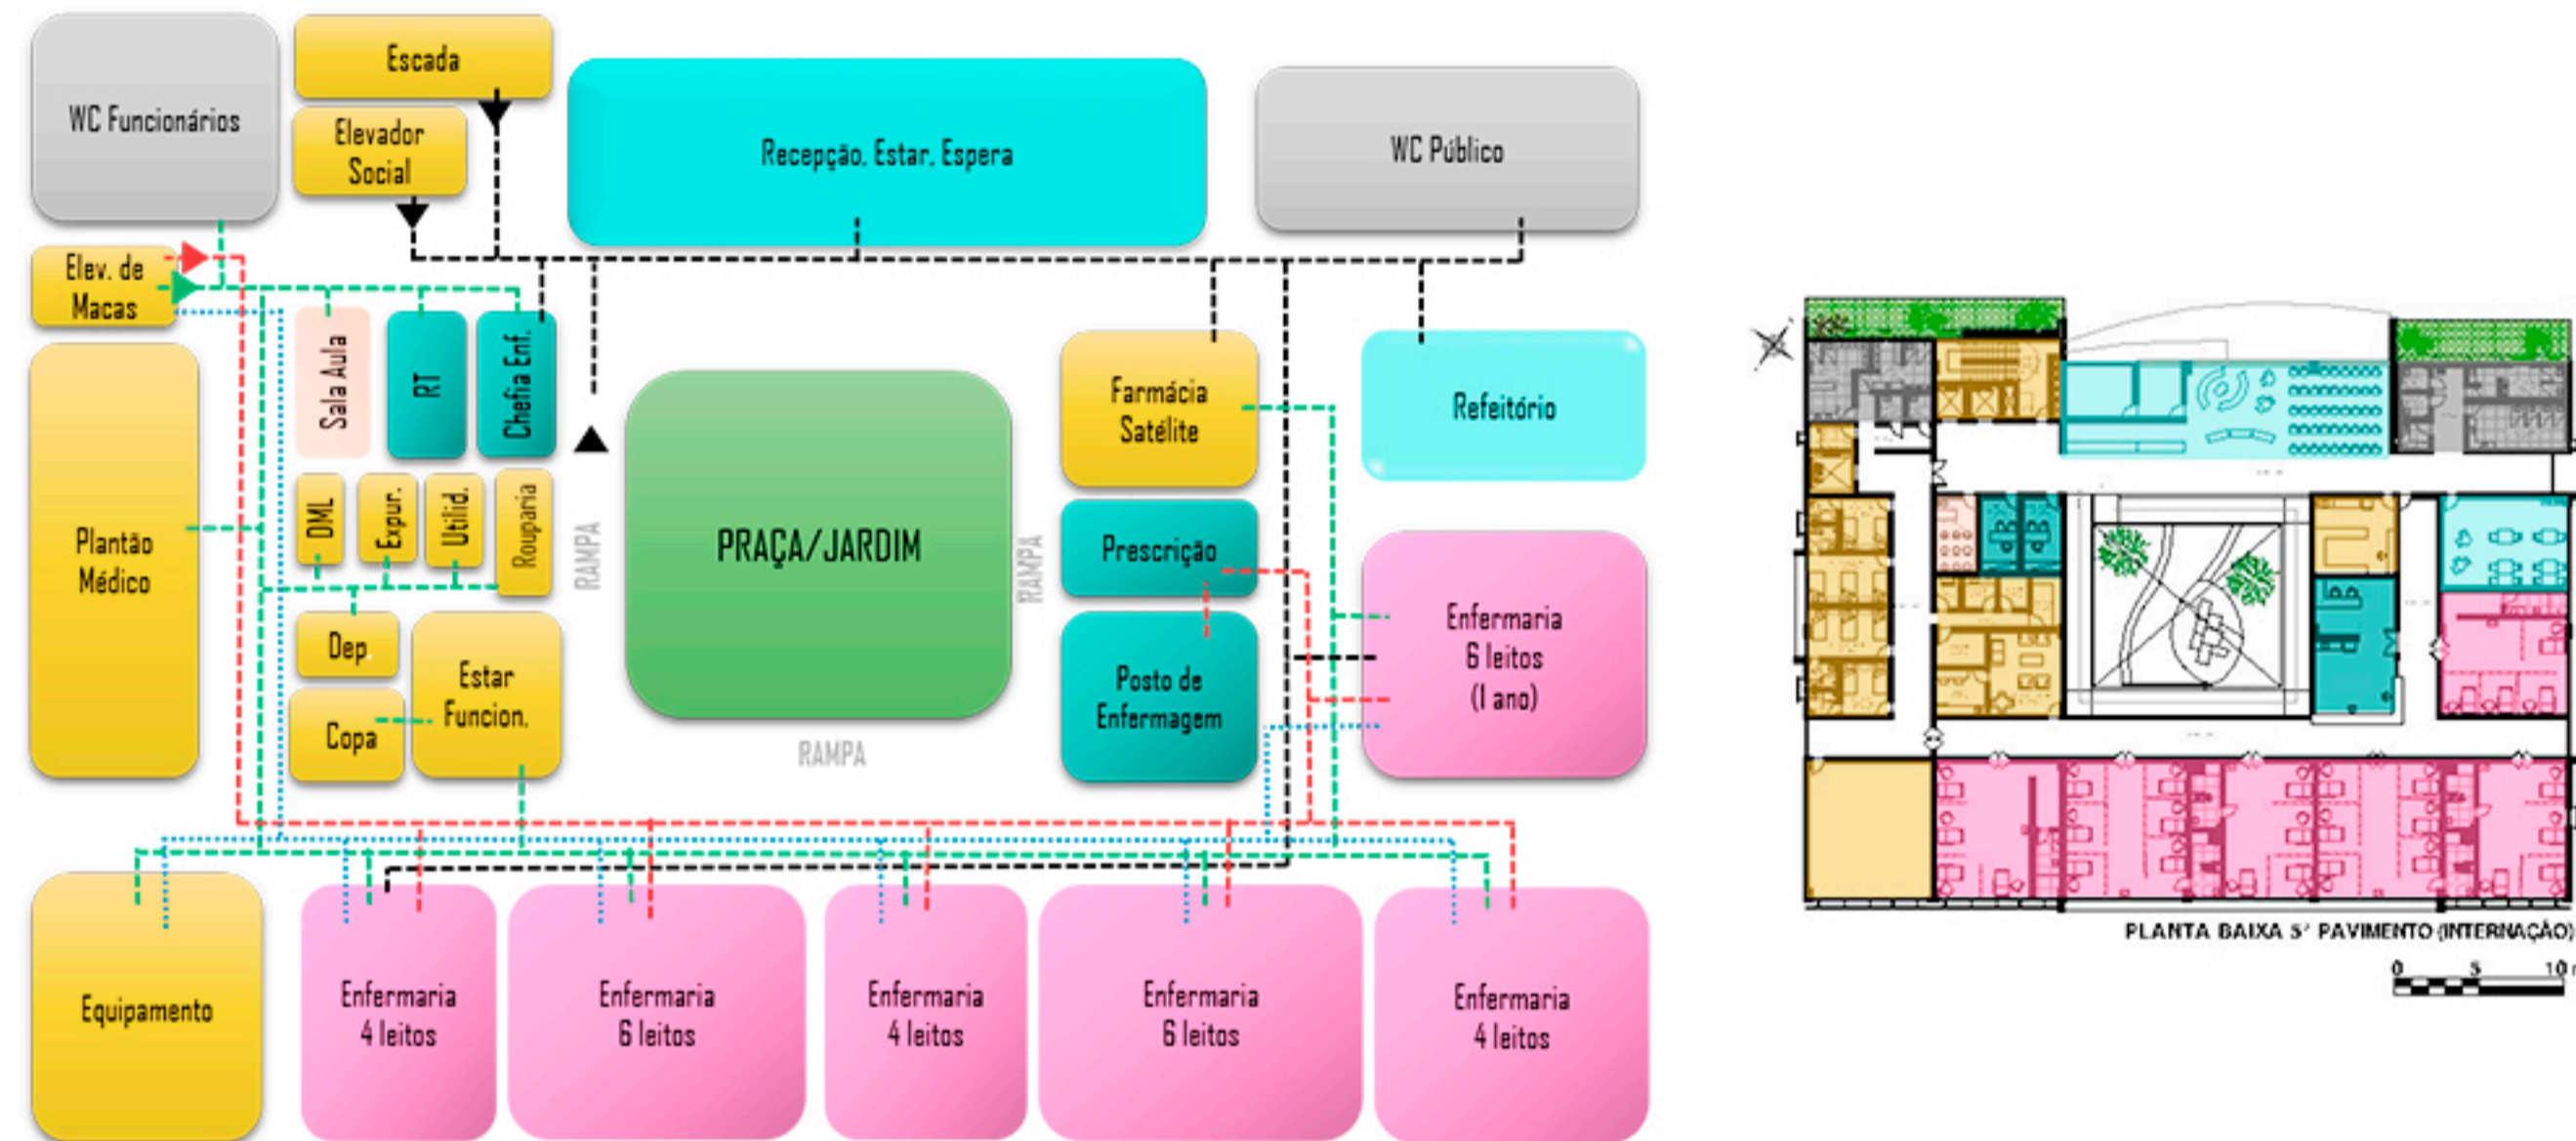 WC Funcionários
Escada
Elevador
Social
Recepção. Estar. Espera
WC Público
Elev. de
Macas
Sala Aula
RT
Chefia Enf.
Farmácia
Satélite
Refeitório
Plantão
Médico
DML
Expur.
Utilid.
Rouparia
RAMPA
PRAÇA/JARDIM
RAMPA
Prescrição
Enfermaria
6 leitos
(1 ano)
Dep.
Estar
Funcion.
Copa
Posto de
Enfermagem
RAMPA
Equipamento
Enfermaria
4 leitos
Enfermaria
6 leitos
Enfermaria
4 leitos
Enfermaria
6 leitos
Enfermaria
4 leitos
PLANTA BAIXA 5º PAVIMENTO (INTERNAÇÃO)
0 5 10